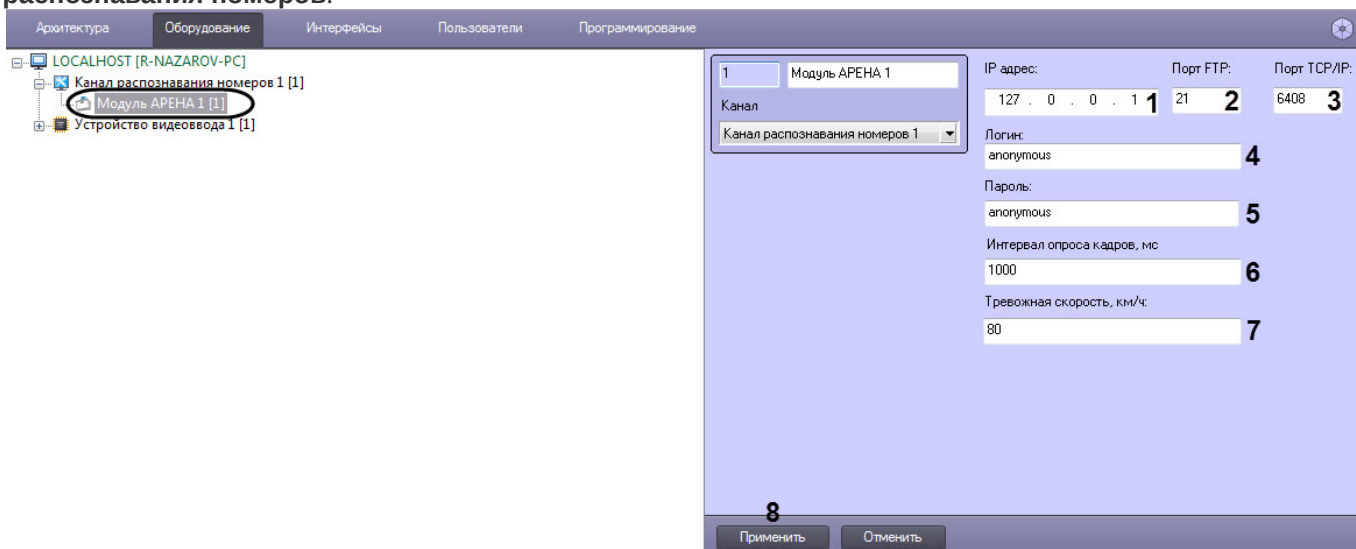 распознавания номеров.
Архитектура Оборудование Интерфейсы Пользователи Программирование
LOCALHOST [R-NAZAROV-PC]
Канал распознавания номеров 1 [1]
Модуль АРЕНА 1 [1]
Устройство видеоввода 1 [1]
1 Модуль АРЕНА 1
Канал
Канал распознавания номеров 1
IP адрес: Порт FTP: Порт TCP/IP:
127 . 0 . 0 . 1 1 21 2 6408 3
Логин:
anonymous 4
Пароль:
anonymous 5
Интервал опроса кадров, мс
1000 6
Тревожная скорость, км/ч:
80 7
8
Применить Отменить